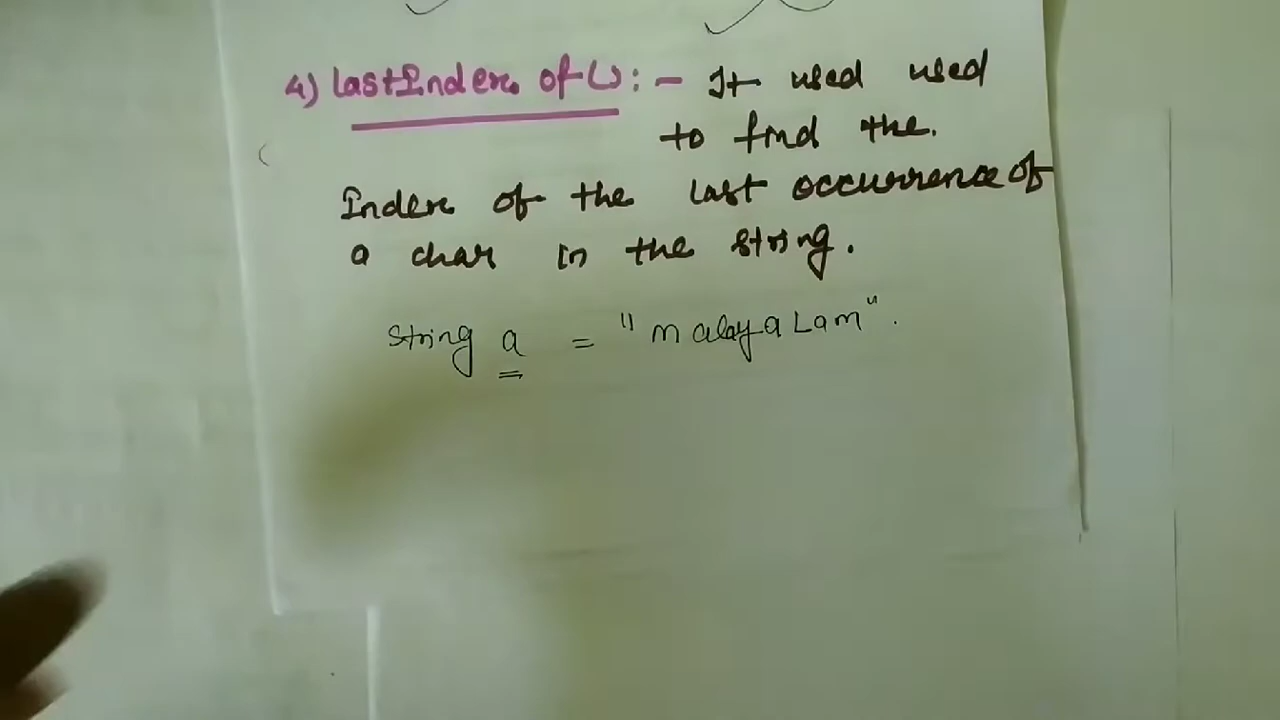 4) LastIndex of(): - It used used
to find the.
Index of the last occurrence of
a char in the string.
String a = "malayaLam".